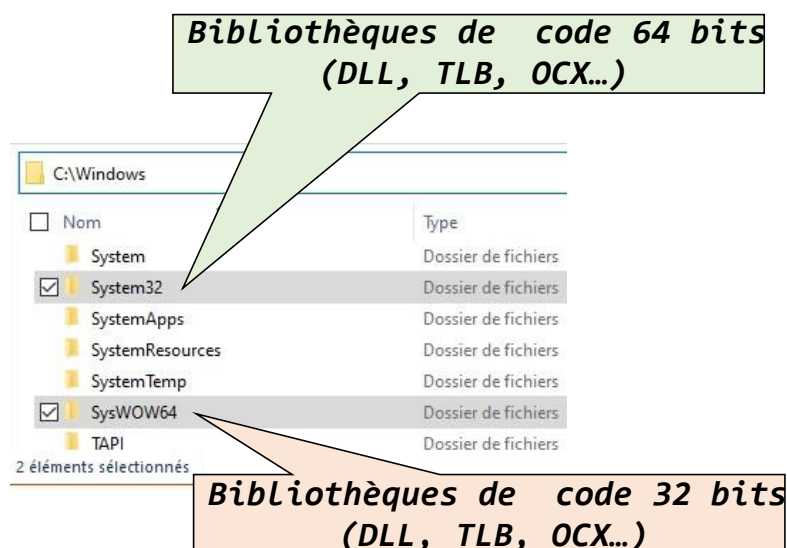 Bibliothèques de code 64 bits
(DLL, TLB, OCX…)
C:\Windows
Nom Type
System Dossier de fichiers
System32 Dossier de fichiers
SystemApps Dossier de fichiers
SystemResources Dossier de fichiers
SystemTemp Dossier de fichiers
SysWOW64 Dossier de fichiers
TAPI Dossier de fichiers
2 éléments sélectionnés
Bibliothèques de code 32 bits
(DLL, TLB, OCX…)